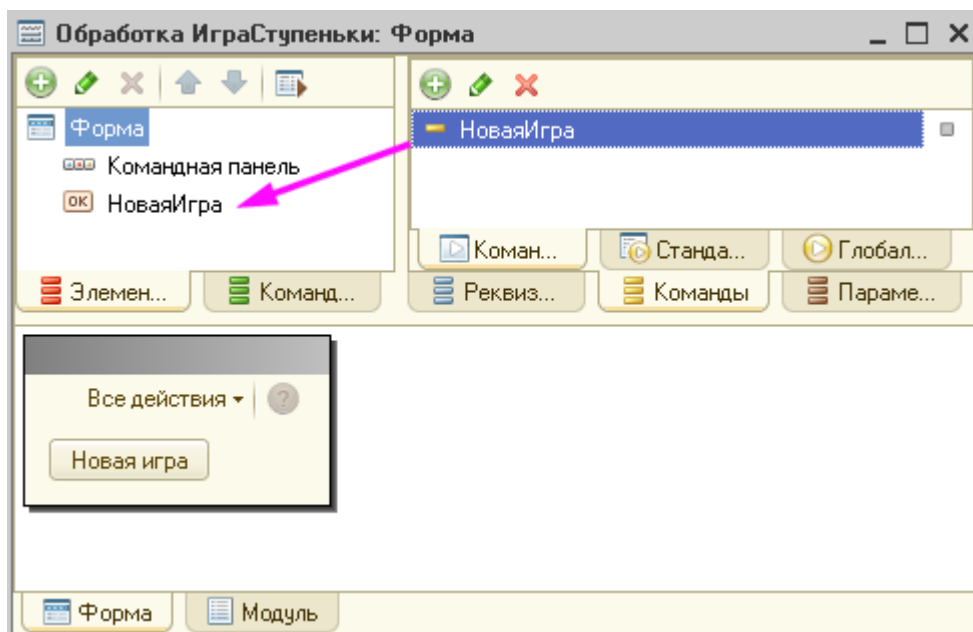 Обработка ИграСтупеньки: Форма
Форма
Командная панель
OK НоваяИгра
НоваяИгра
Элемен...
Команд...
Коман...
Станда...
Глобал...
Реквиз...
Команды
Параме...
Все действия ?
Новая игра
Форма
Модуль